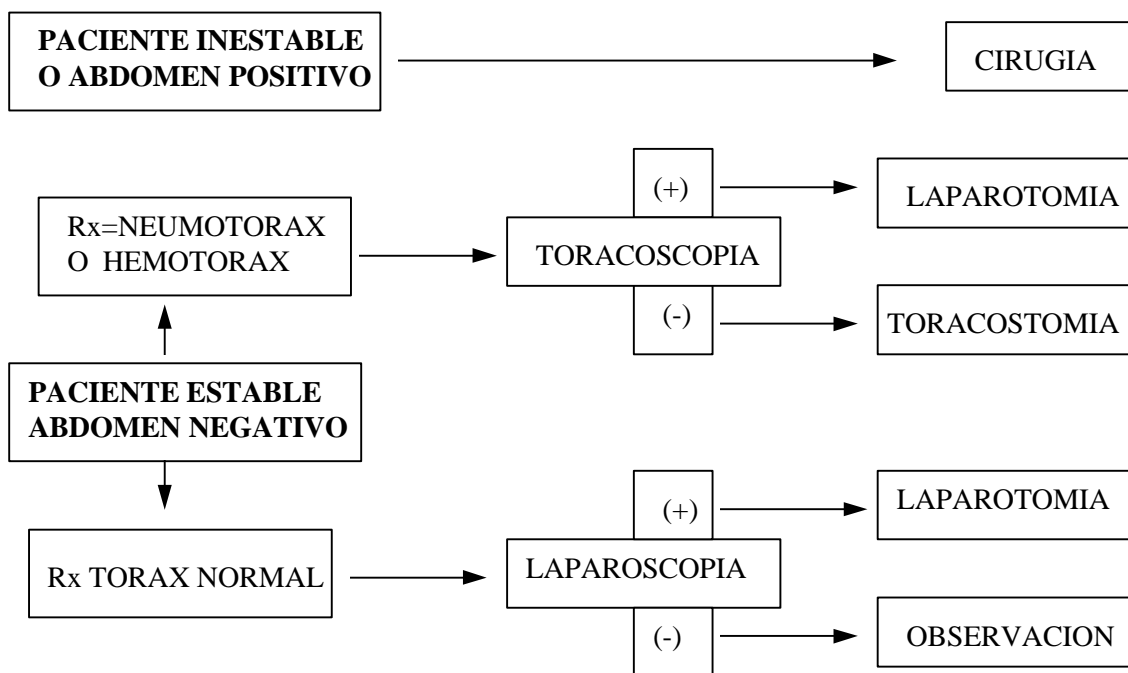 PACIENTE INESTABLE
O ABDOMEN POSITIVO
CIRUGIA
Rx=NEUMOTORAX
O HEMOTORAX
(+)
TORACOSCOPIA
(-)
LAPAROTOMIA
TORACOSTOMIA
PACIENTE ESTABLE
ABDOMEN NEGATIVO
Rx TORAX NORMAL
(+)
LAPAROSCOPIA
(-)
LAPAROTOMIA
OBSERVACION